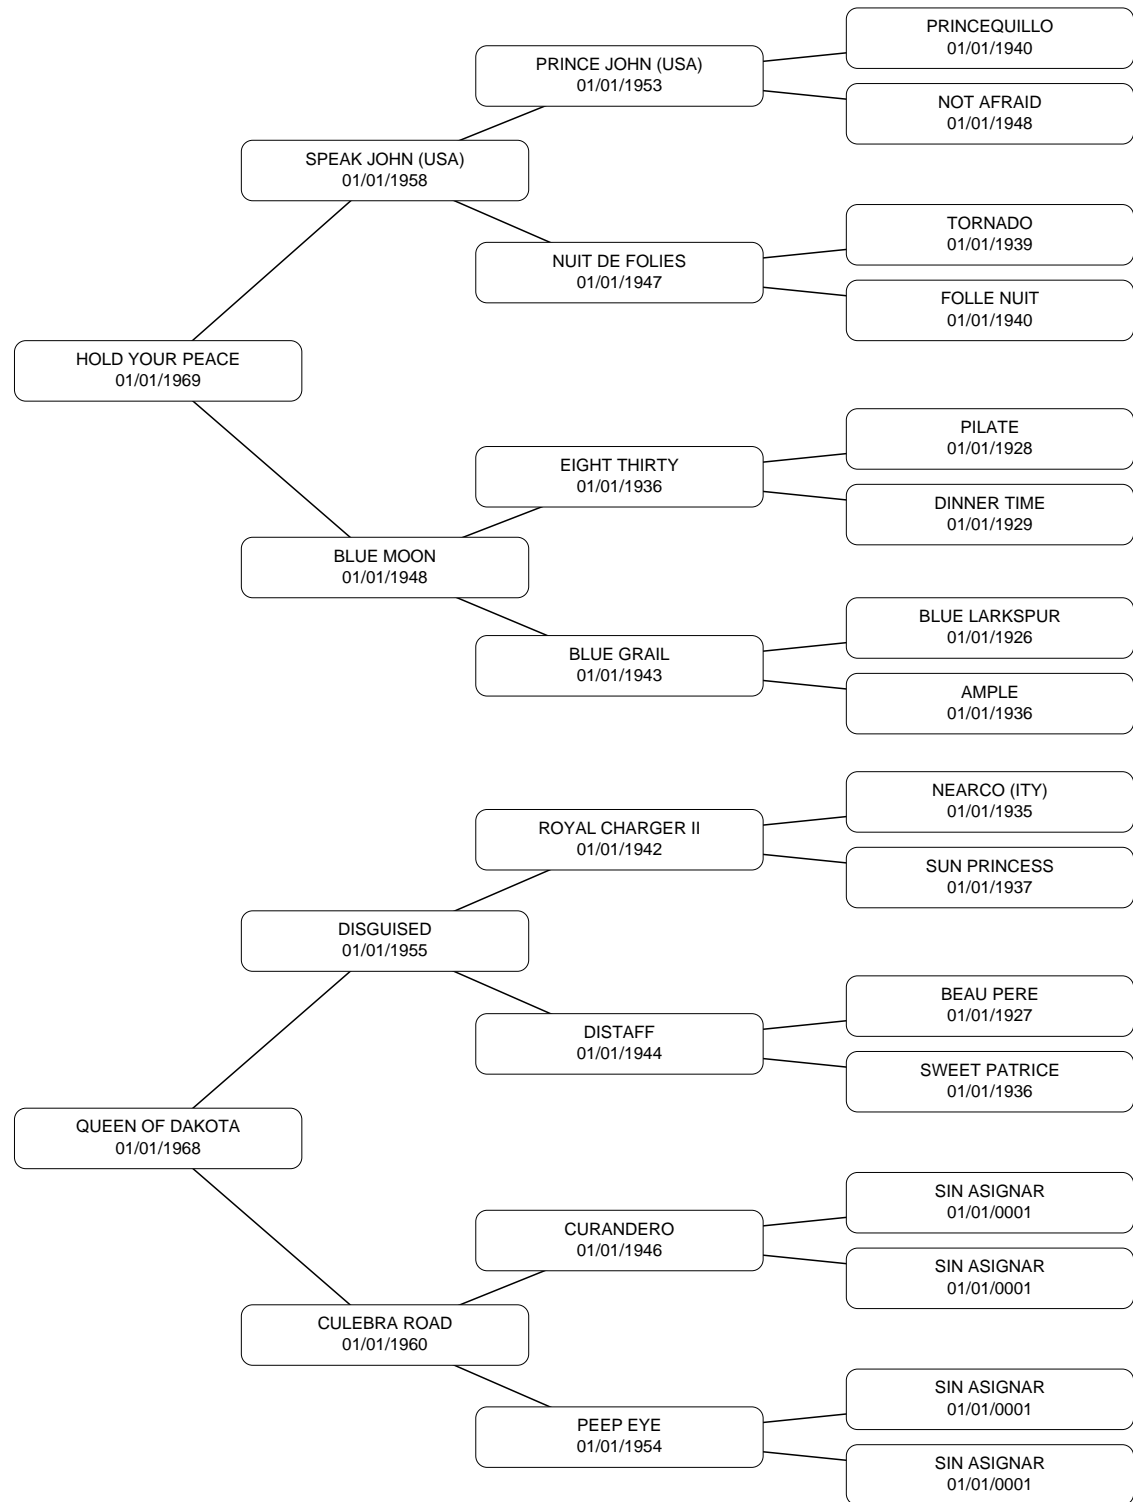 PRINCEQUILLO
01/01/1940
PRINCE JOHN (USA)
01/01/1953
NOT AFRAID
01/01/1948
SPEAK JOHN (USA)
01/01/1958
TORNADO
01/01/1939
NUIT DE FOLIES
01/01/1947
FOLLE NUIT
01/01/1940
HOLD YOUR PEACE
01/01/1969
PILATE
01/01/1928
EIGHT THIRTY
01/01/1936
DINNER TIME
01/01/1929
BLUE MOON
01/01/1948
BLUE LARKSPUR
01/01/1926
BLUE GRAIL
01/01/1943
AMPLE
01/01/1936
NEARCO (ITY)
01/01/1935
ROYAL CHARGER II
01/01/1942
SUN PRINCESS
01/01/1937
DISGUISED
01/01/1955
BEAU PERE
01/01/1927
DISTAFF
01/01/1944
SWEET PATRICE
01/01/1936
QUEEN OF DAKOTA
01/01/1968
SIN ASIGNAR
01/01/0001
CURANDERO
01/01/1946
SIN ASIGNAR
01/01/0001
CULEBRA ROAD
01/01/1960
SIN ASIGNAR
01/01/0001
PEEP EYE
01/01/1954
SIN ASIGNAR
01/01/0001